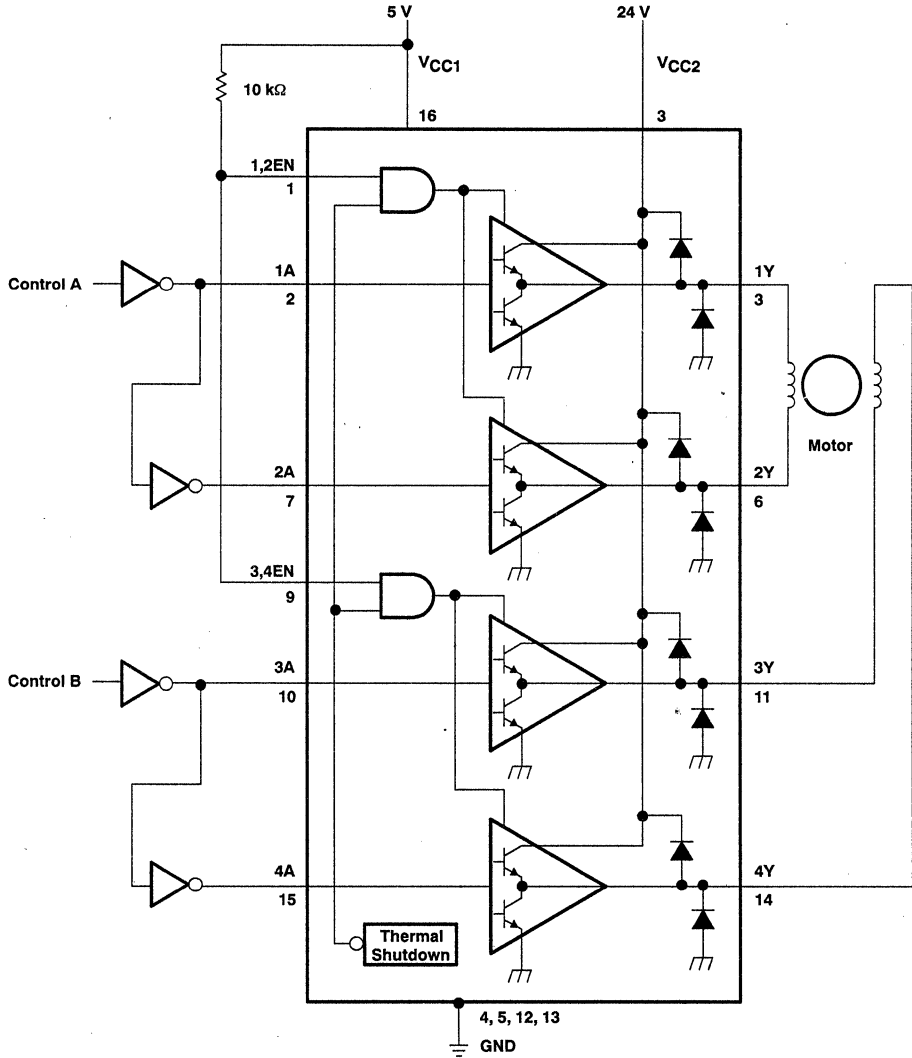 5 V
24 V
VCC1
VCC2
10 kΩ
16
3
1,2EN
1
Control A
1A
2
1Y
3
Motor
2A
7
2Y
6
3,4EN
9
Control B
3A
10
3Y
11
4A
15
4Y
14
Thermal
Shutdown
4, 5, 12, 13
GND